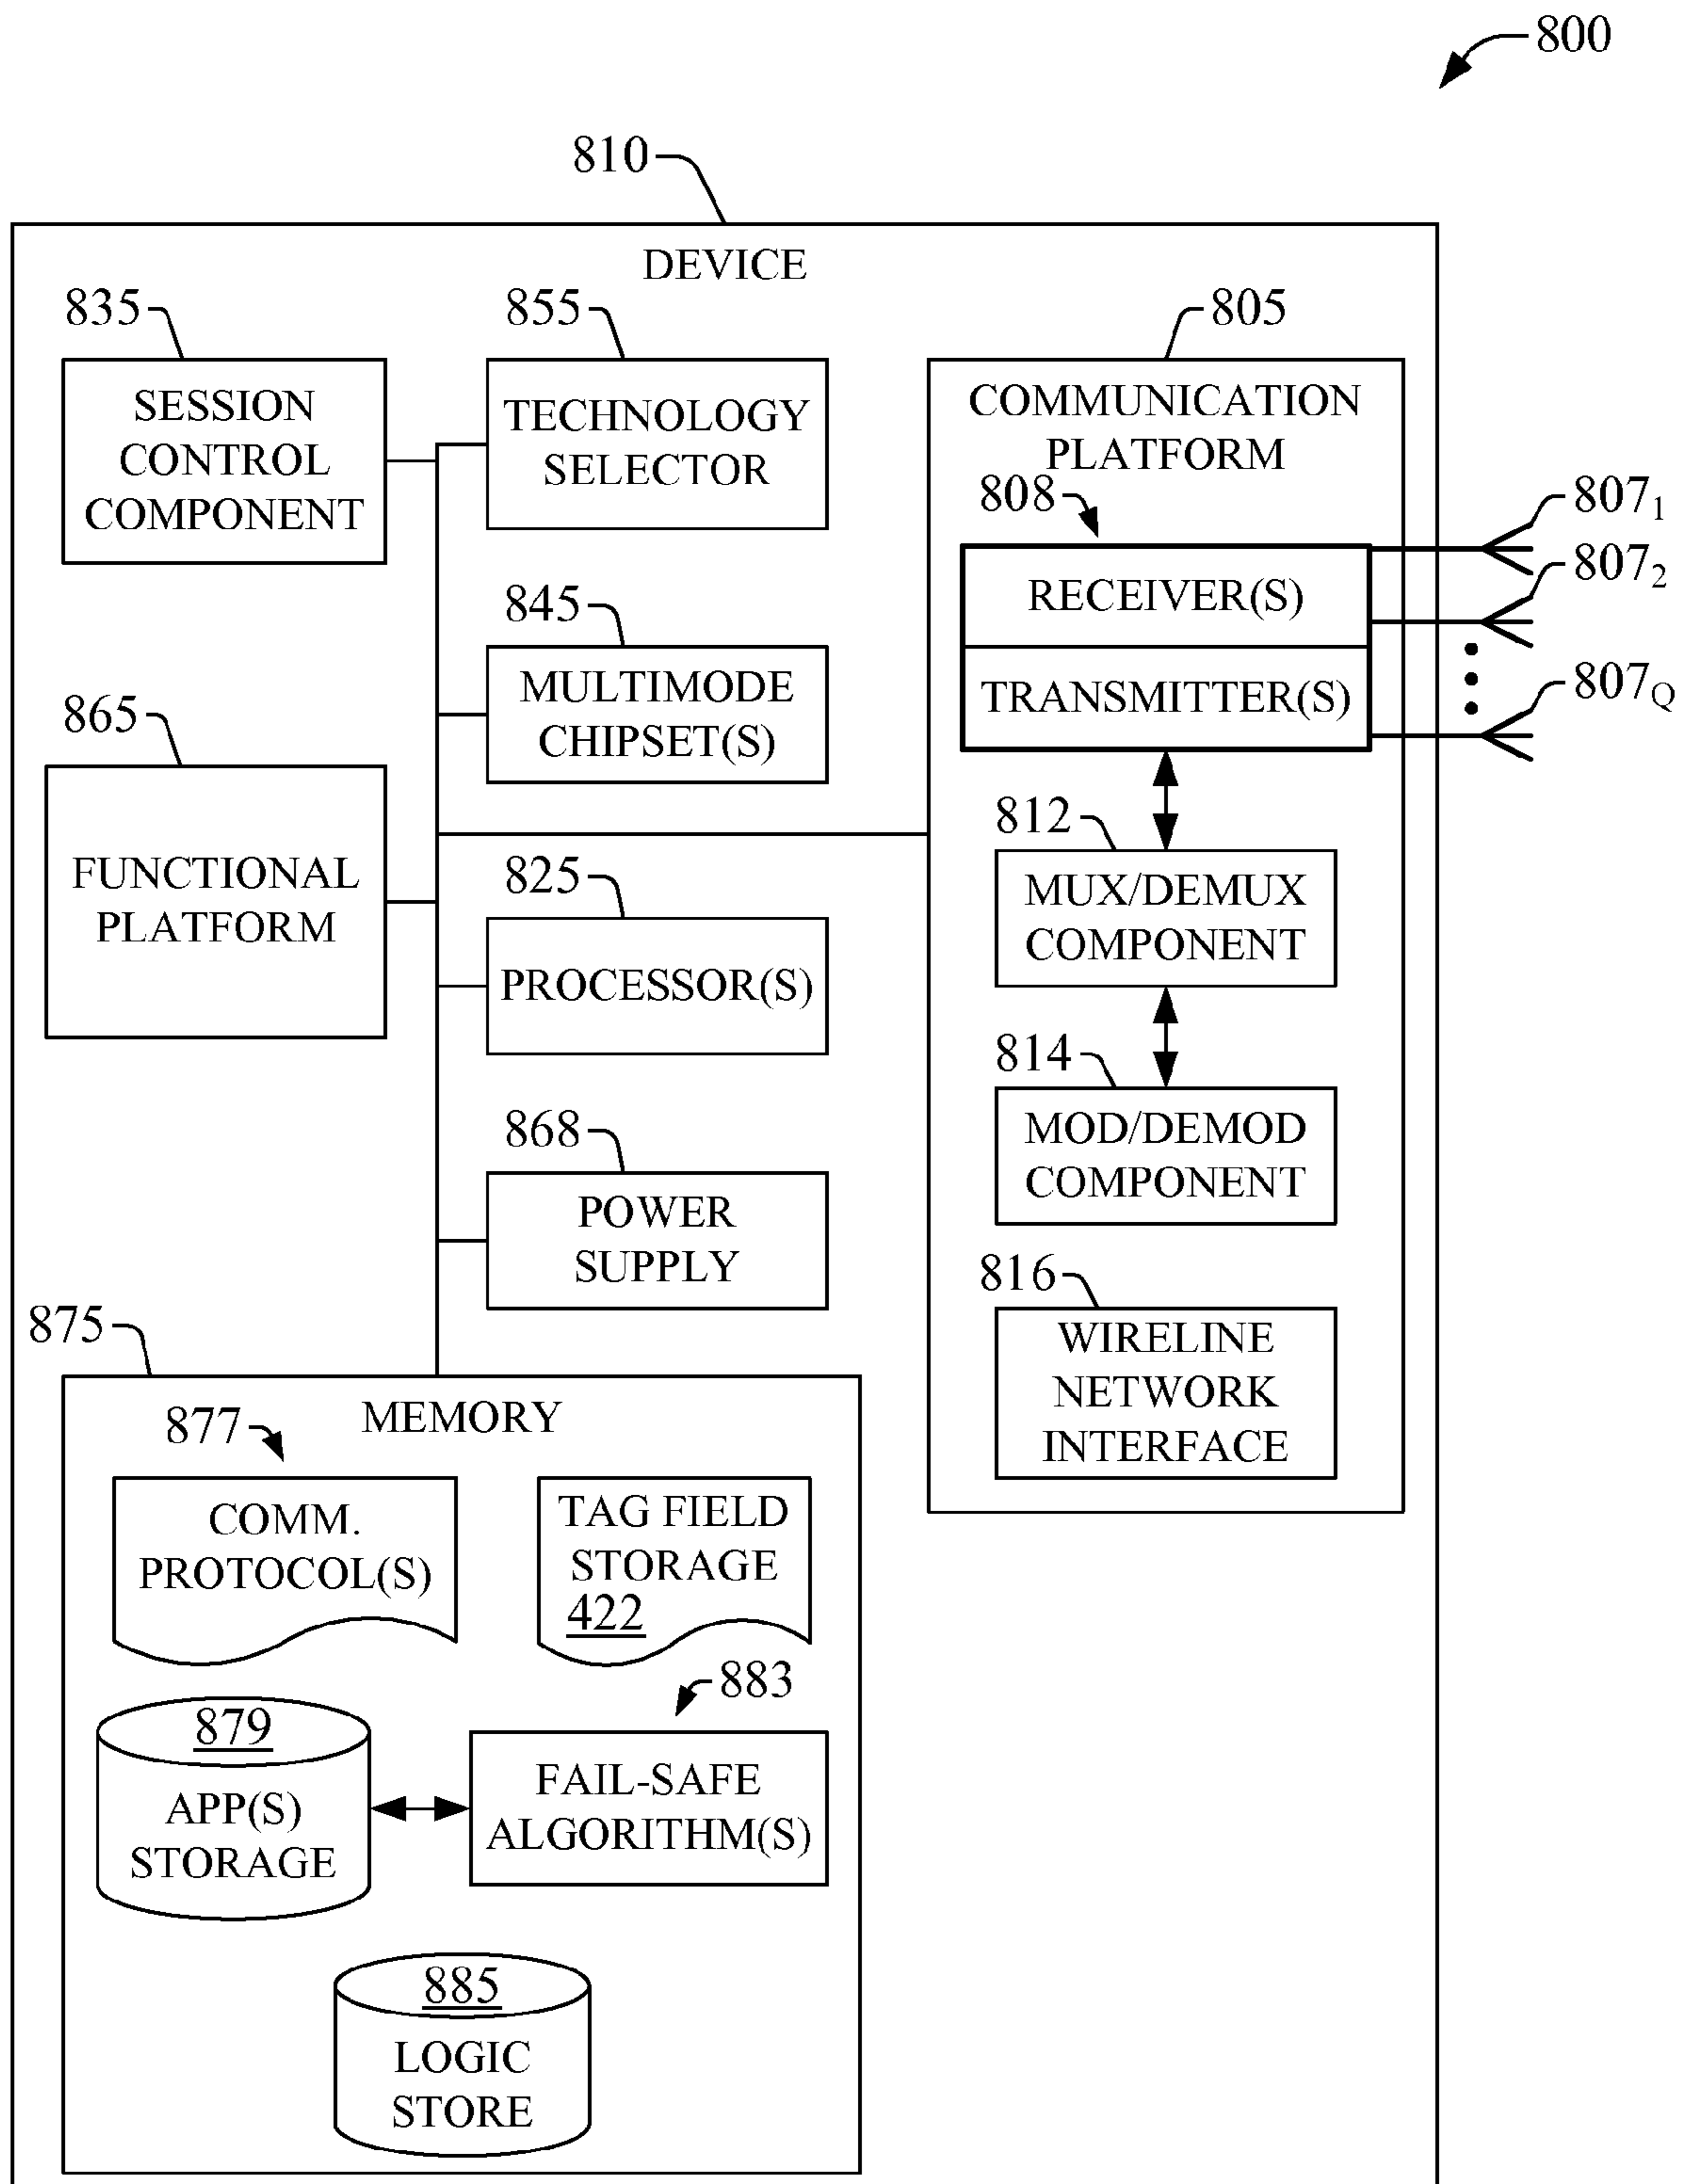 800
810
DEVICE
835
855
805
SESSION
CONTROL
COMPONENT
TECHNOLOGY
SELECTOR
COMMUNICATION
PLATFORM
808
807₁
807₂
807Q
RECEIVER(S)
TRANSMITTER(S)
845
MULTIMODE
CHIPSET(S)
865
FUNCTIONAL
PLATFORM
812
MUX/DEMUX
COMPONENT
825
PROCESSOR(S)
814
MOD/DEMOD
COMPONENT
868
POWER
SUPPLY
816
WIRELINE
NETWORK
INTERFACE
875
MEMORY
877
COMM.
PROTOCOL(S)
TAG FIELD
STORAGE
422
879
APP(S)
STORAGE
883
FAIL-SAFE
ALGORITHM(S)
885
LOGIC
STORE